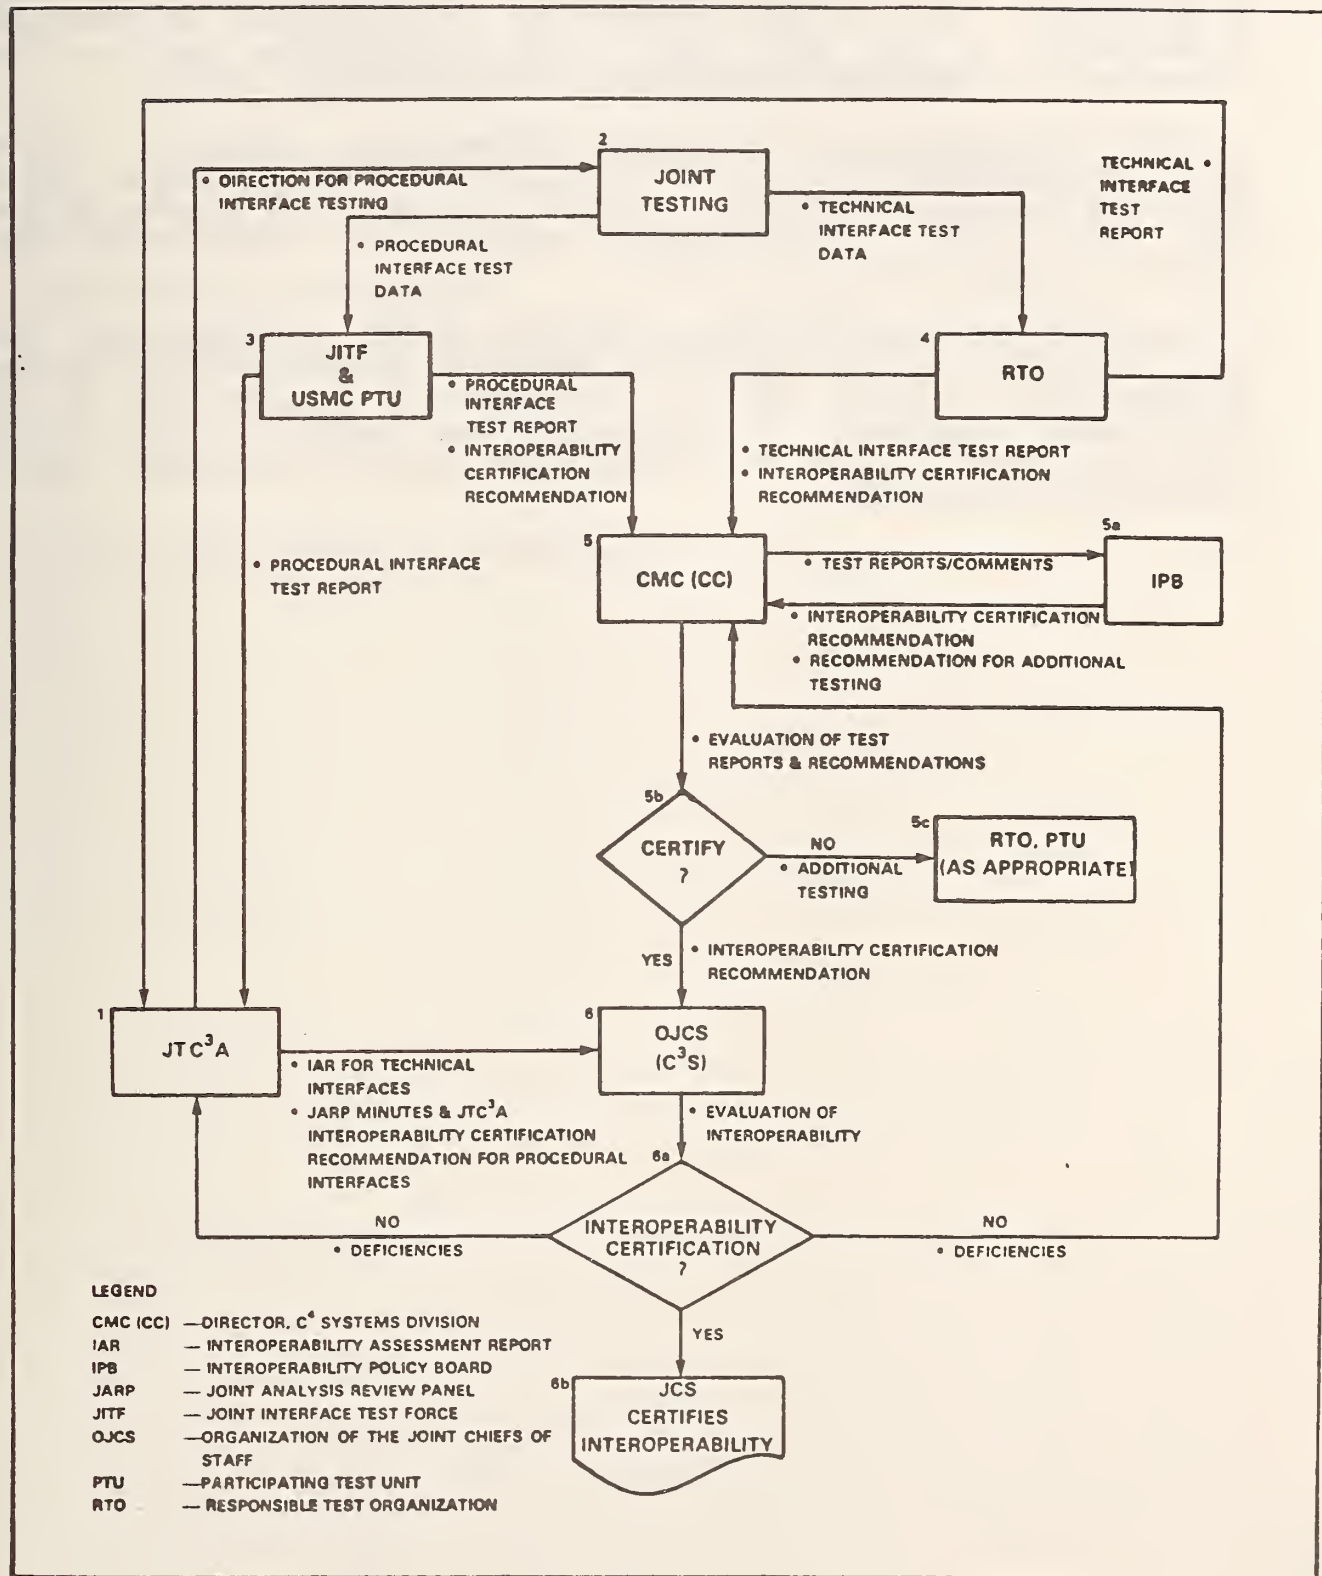 2
JOINT
TESTING
• DIRECTION FOR PROCEDURAL
INTERFACE TESTING
• TECHNICAL
INTERFACE TEST
DATA
TECHNICAL •
INTERFACE
TEST
REPORT
• PROCEDURAL
INTERFACE TEST
DATA
3
JITF
&
USMC PTU
4
RTO
• PROCEDURAL
INTERFACE
TEST REPORT
• INTEROPERABILITY
CERTIFICATION
RECOMMENDATION
• TECHNICAL INTERFACE TEST REPORT
• INTEROPERABILITY CERTIFICATION
RECOMMENDATION
• PROCEDURAL INTERFACE
TEST REPORT
5
CMC (CC)
• TEST REPORTS/COMMENTS
5a
IPB
• INTEROPERABILITY CERTIFICATION
RECOMMENDATION
• RECOMMENDATION FOR ADDITIONAL
TESTING
• EVALUATION OF TEST
REPORTS & RECOMMENDATIONS
5b
CERTIFY
?
NO
• ADDITIONAL
TESTING
5c
RTO, PTU
(AS APPROPRIATE)
YES
• INTEROPERABILITY CERTIFICATION
RECOMMENDATION
1
JTC³A
6
OJCS
(C³S)
• IAR FOR TECHNICAL
INTERFACES
• JARP MINUTES & JTC³A
INTEROPERABILITY CERTIFICATION
RECOMMENDATION FOR PROCEDURAL
INTERFACES
• EVALUATION OF
INTEROPERABILITY
6a
INTEROPERABILITY
CERTIFICATION
?
NO
• DEFICIENCIES
NO
• DEFICIENCIES
YES
6b
JCS
CERTIFIES
INTEROPERABILITY
LEGEND
CMC (CC) — DIRECTOR, C⁴ SYSTEMS DIVISION
IAR — INTEROPERABILITY ASSESSMENT REPORT
IPB — INTEROPERABILITY POLICY BOARD
JARP — JOINT ANALYSIS REVIEW PANEL
JITF — JOINT INTERFACE TEST FORCE
OJCS — ORGANIZATION OF THE JOINT CHIEFS OF
STAFF
PTU — PARTICIPATING TEST UNIT
RTO — RESPONSIBLE TEST ORGANIZATION